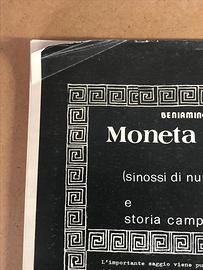 BENIAMINO
Moneta
(sinossi di nu
e
storia camp
L'importante saggio viene pu